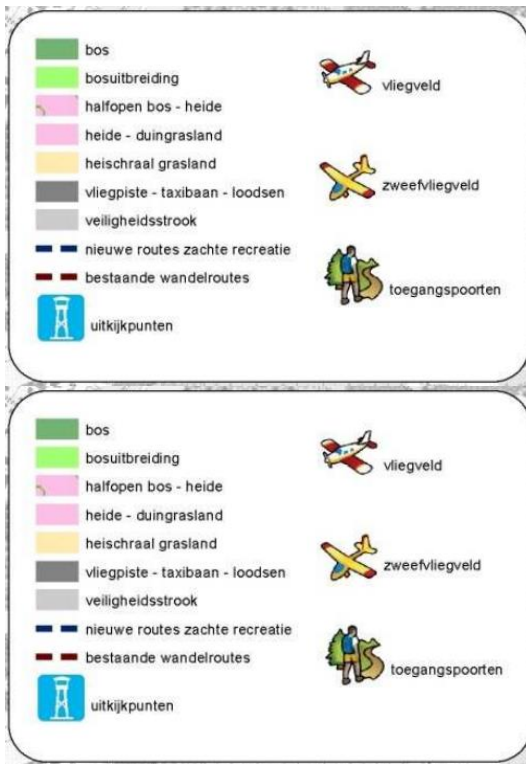 bos
bosuitbreiding
halfopen bos - heide
heide - duingrasland
heischraal grasland
vliegpiste - taxibaan - loodsen
veiligheidsstrook
nieuwe routes zachte recreatie
bestaande wandelroutes
uitkijkpunten
vliegveld
zweefvliegveld
toegangspoorten
bos
bosuitbreiding
halfopen bos - heide
heide - duingrasland
heischraal grasland
vliegpiste - taxibaan - loodsen
veiligheidsstrook
nieuwe routes zachte recreatie
bestaande wandelroutes
uitkijkpunten
vliegveld
zweefvliegveld
toegangspoorten